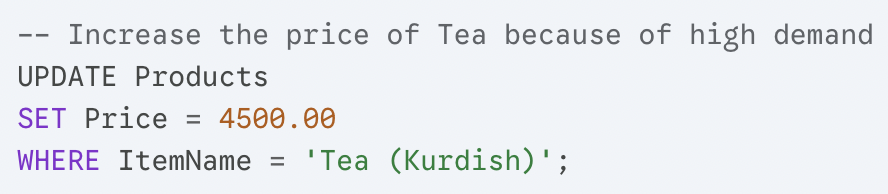 -- Increase the price of Tea because of high demand
UPDATE Products
SET Price = 4500.00
WHERE ItemName = 'Tea (Kurdish)';